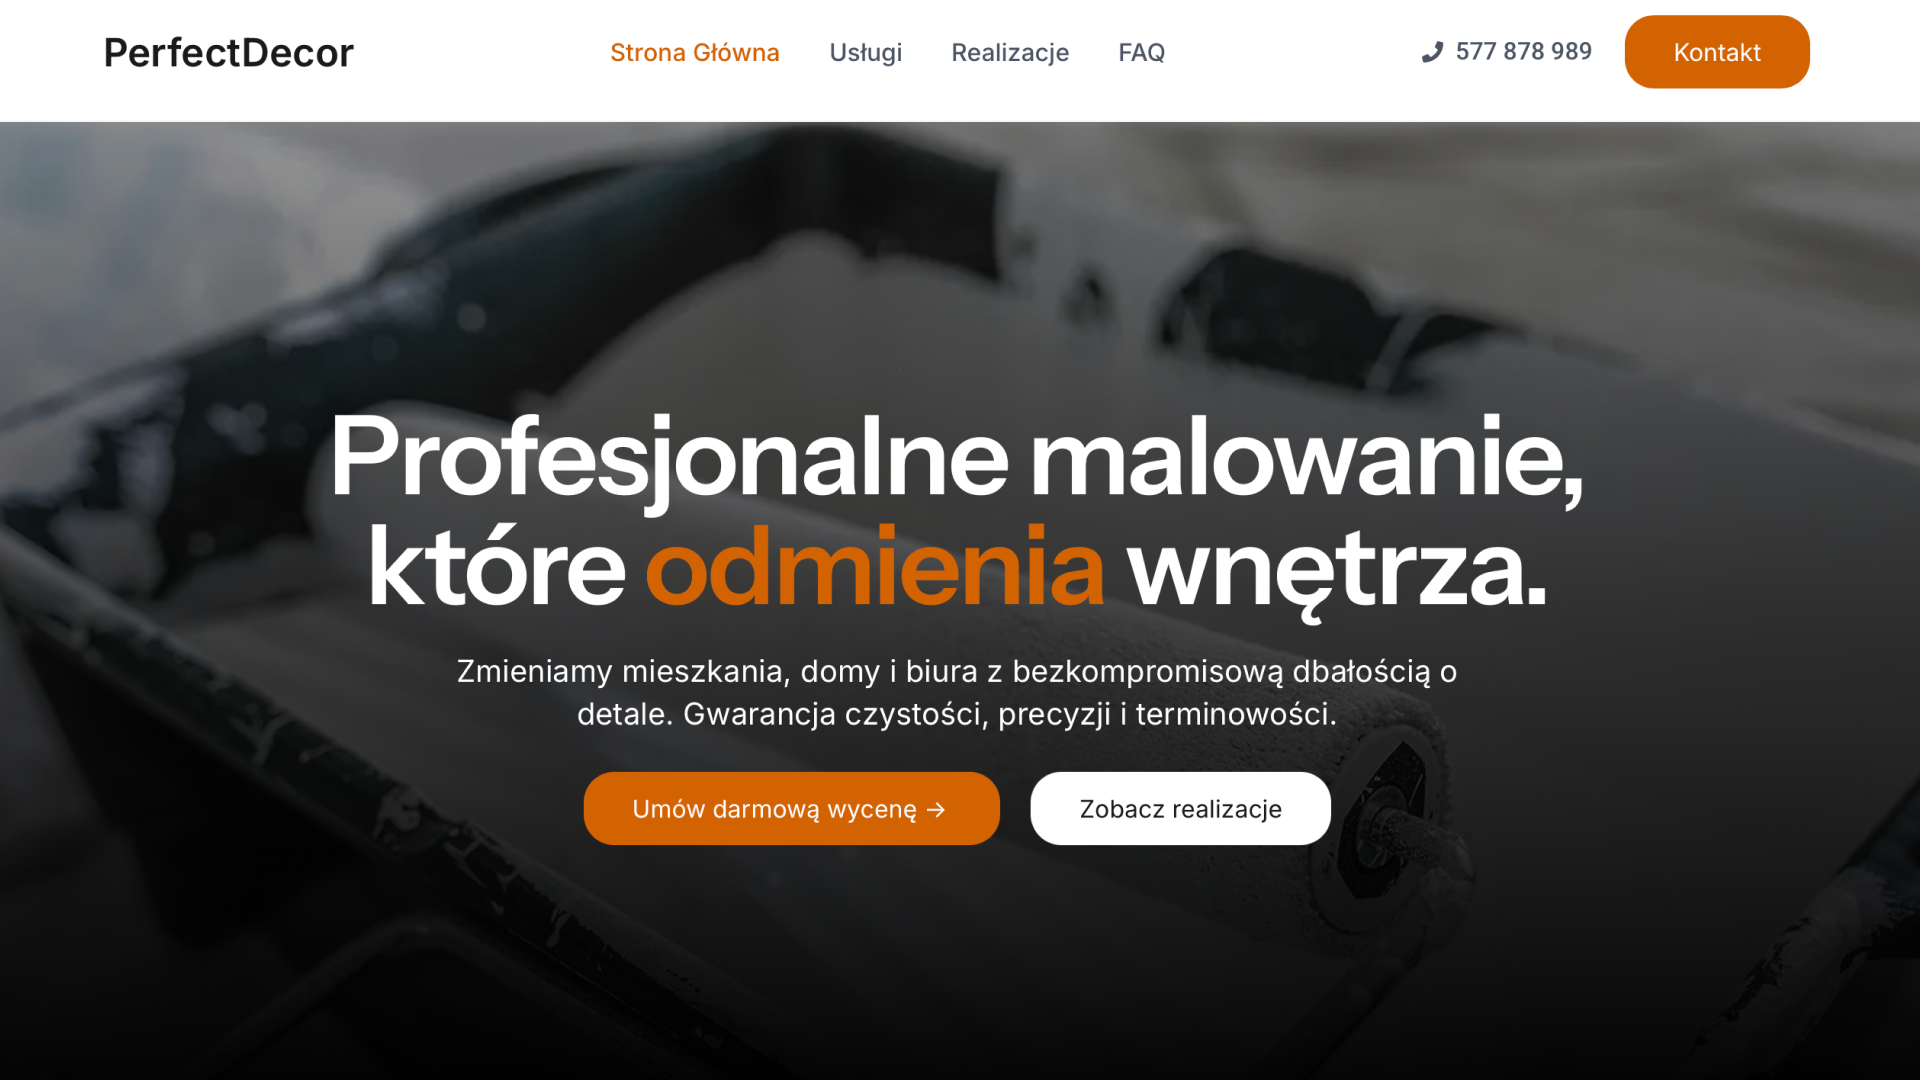 PerfectDecor
Strona Główna
Usługi
Realizacje
FAQ
577 878 989
Kontakt
Profesjonalne malowanie,
które odmienia wnętrza.
Zmieniamy mieszkania, domy i biura z bezkompromisową dbałością o
detale. Gwarancja czystości, precyzji i terminowości.
Umów darmową wycenę →
Zobacz realizacje